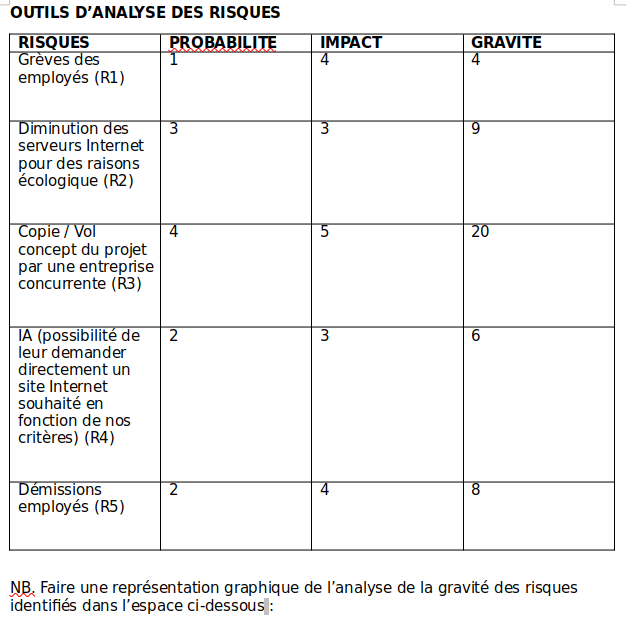 OUTILS D’ANALYSE DES RISQUES
RISQUES PROBABILITE IMPACT GRAVITE
Grèves des 1 4 4
employés (R1)
Diminution des 3 3 9
serveurs Internet
pour des raisons
écologique (R2)
Copie / Vol 4 5 20
concept du projet
par une entreprise
concurrente (R3)
IA (possibilité de 2 3 6
leur demander
directement un
site Internet
souhaité en
fonction de nos
critères) (R4)
Démissions 2 4 8
employés (R5)
NB. Faire une représentation graphique de l’analyse de la gravité des risques
identifiés dans l’espace ci-dessous :